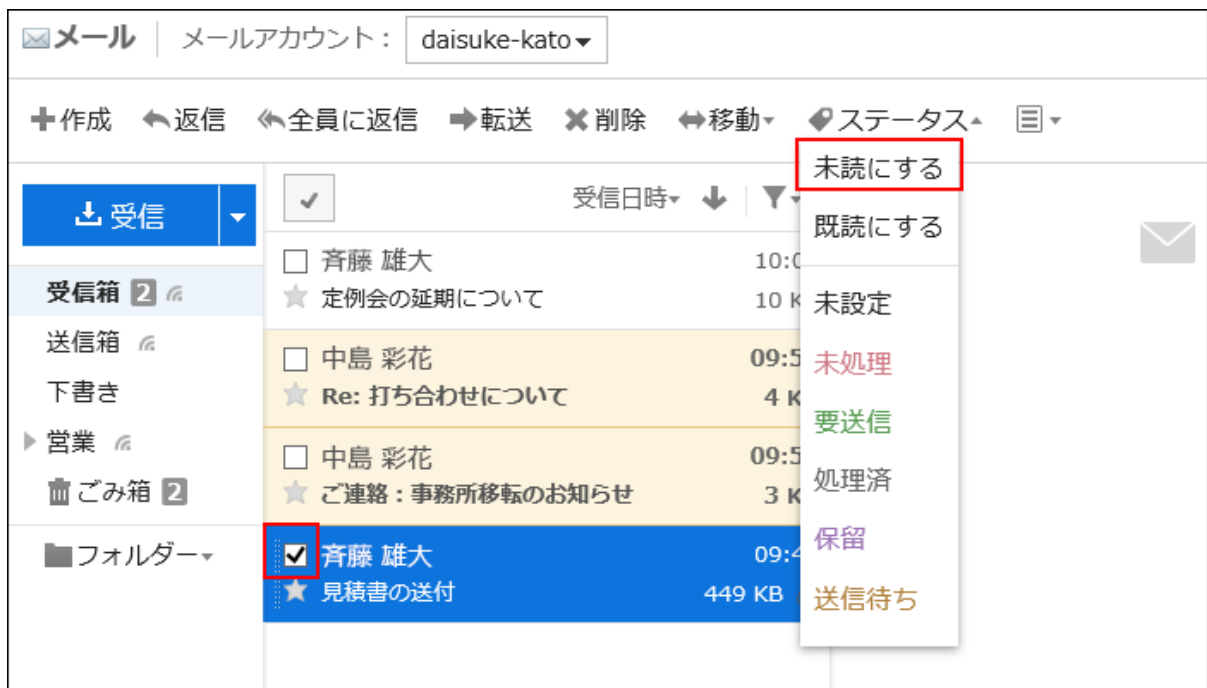 メール メールアカウント： daisuke-kato
作成 返信 全員に返信 転送 削除 移動 ステータス
受信
受信箱 2
送信箱
下書き
営業
ごみ箱 2
フォルダー
受信日時
斉藤 雄大
定例会の延期について
中島 彩花 09:5
Re: 打ち合わせについて 4 K
中島 彩花 09:5
ご連絡：事務所移転のお知らせ 3 K
斉藤 雄大 09:4
見積書の送付 449 KB
未読にする
既読にする
未設定
未処理
要送信
処理済
保留
送信待ち